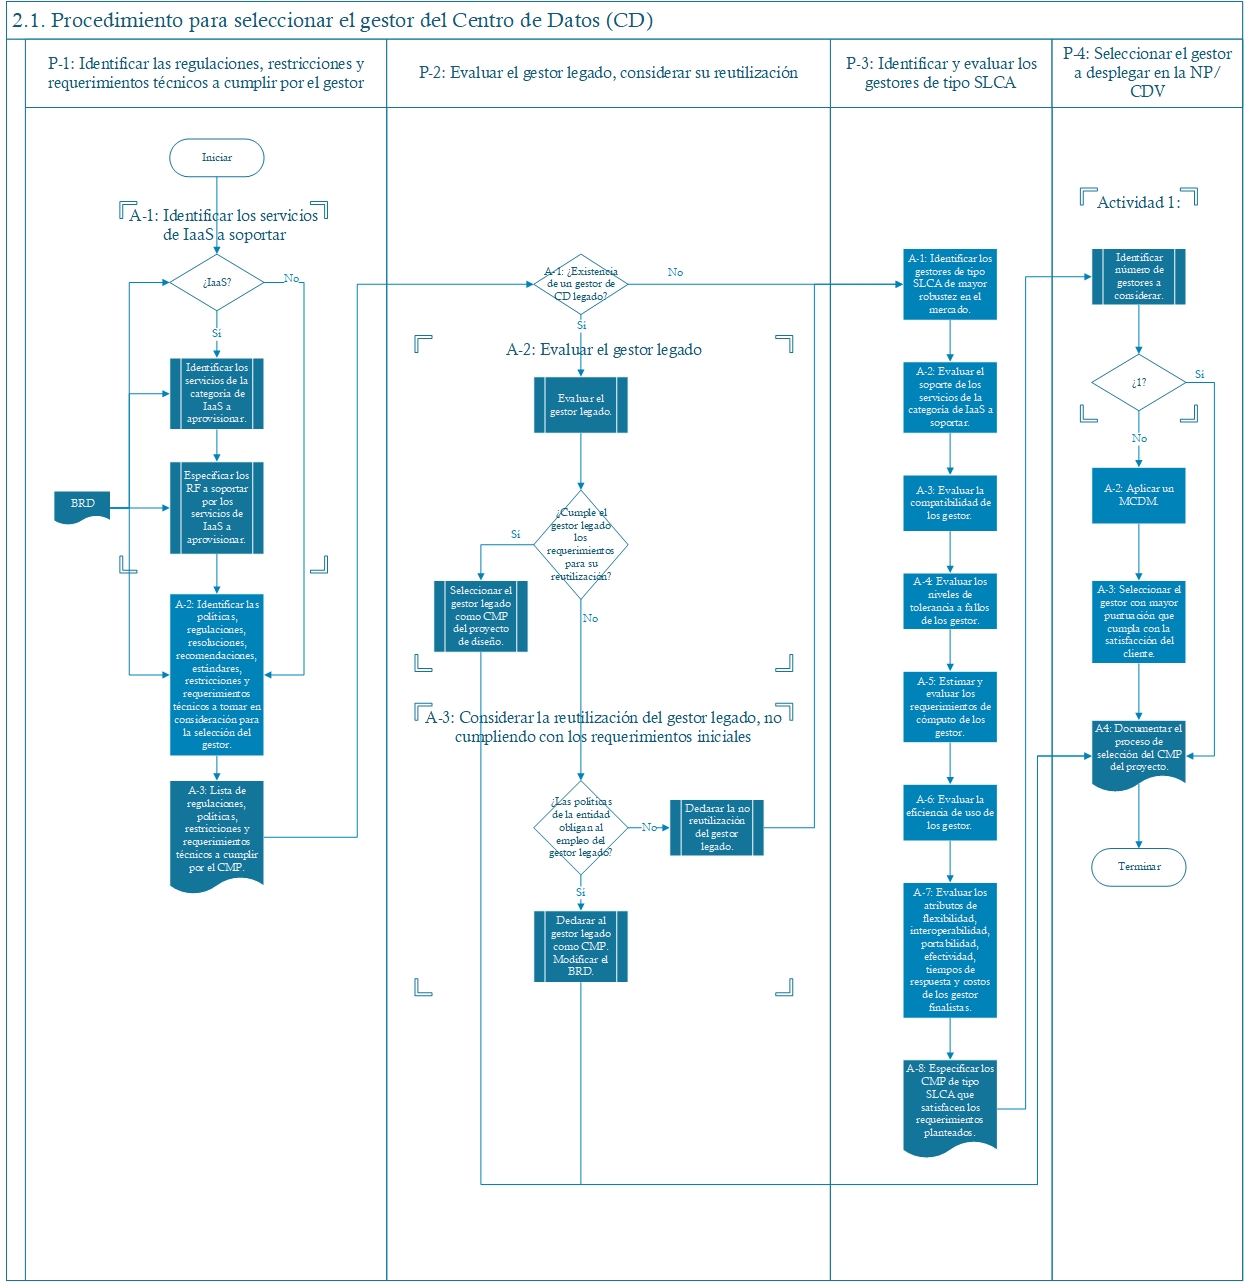 2.1. Procedimiento para seleccionar el gestor del Centro de Datos (CD)
P-1: Identificar las regulaciones, restricciones y
requerimientos técnicos a cumplir por el gestor
P-2: Evaluar el gestor legado, considerar su reutilización
P-3: Identificar y evaluar los
gestores de tipo SLCA
P-4: Seleccionar el gestor
a desplegar en la NP/
CDV
Iniciar
A-1: Identificar los servicios
de IaaS a soportar
¿IaaS?
No
Sí
Identificar los
servicios de la
categoría de
IaaS a
aprovisionar.
BRD
Especificar los
RF a soportar
por los
servicios de
IaaS a
aprovisionar.
A-2: Identificar las
políticas,
regulaciones,
resoluciones,
recomendaciones,
estándares,
restricciones y
requerimientos
técnicos a tomar en
consideración para
la selección del
gestor.
A-3: Lista de
regulaciones,
políticas,
restricciones y
requerimientos
técnicos a cumplir
por el CMP.
A-1: ¿Existencia
de un gestor de
CD legado?
No
Sí
A-2: Evaluar el gestor legado
Evaluar el
gestor legado.
¿Cumple el
gestor legado
los
requerimientos
para su
reutilización?
Sí
No
Seleccionar el
gestor legado
como CMP
del proyecto
de diseño.
A-3: Considerar la reutilización del gestor legado, no
cumpliendo con los requerimientos iniciales
¿Las políticas
de la entidad
obligan al
empleo del
gestor legado?
No
Declarar la no
reutilización
del gestor
legado.
Sí
Declarar al
gestor legado
como CMP.
Modificar el
BRD.
A-1: Identificar los
gestores de tipo
SLCA de mayor
robustez en el
mercado.
A-2: Evaluar el
soporte de los
servicios de la
categoría de IaaS a
soportar.
A-3: Evaluar la
compatibilidad de
los gestor.
A-4: Evaluar los
niveles de
tolerancia a fallos
de los gestor.
A-5: Estimar y
evaluar los
requerimientos de
cómputo de los
gestor.
A-6: Evaluar la
eficiencia de uso de
los gestor.
A-7: Evaluar los
atributos de
flexibilidad,
interoperabilidad,
portabilidad,
efectividad,
tiempos de
respuesta y costos
de los gestor
finalistas.
A-8: Especificar los
CMP de tipo
SLCA que
satisfacen los
requerimientos
planteados.
Actividad 1:
Identificar
número de
gestores a
considerar.
¿1?
Sí
No
A-2: Aplicar un
MCDM.
A-3: Seleccionar el
gestor con mayor
puntuación que
cumpla con la
satisfacción del
cliente.
A4: Documentar el
proceso de
selección del CMP
del proyecto.
Terminar